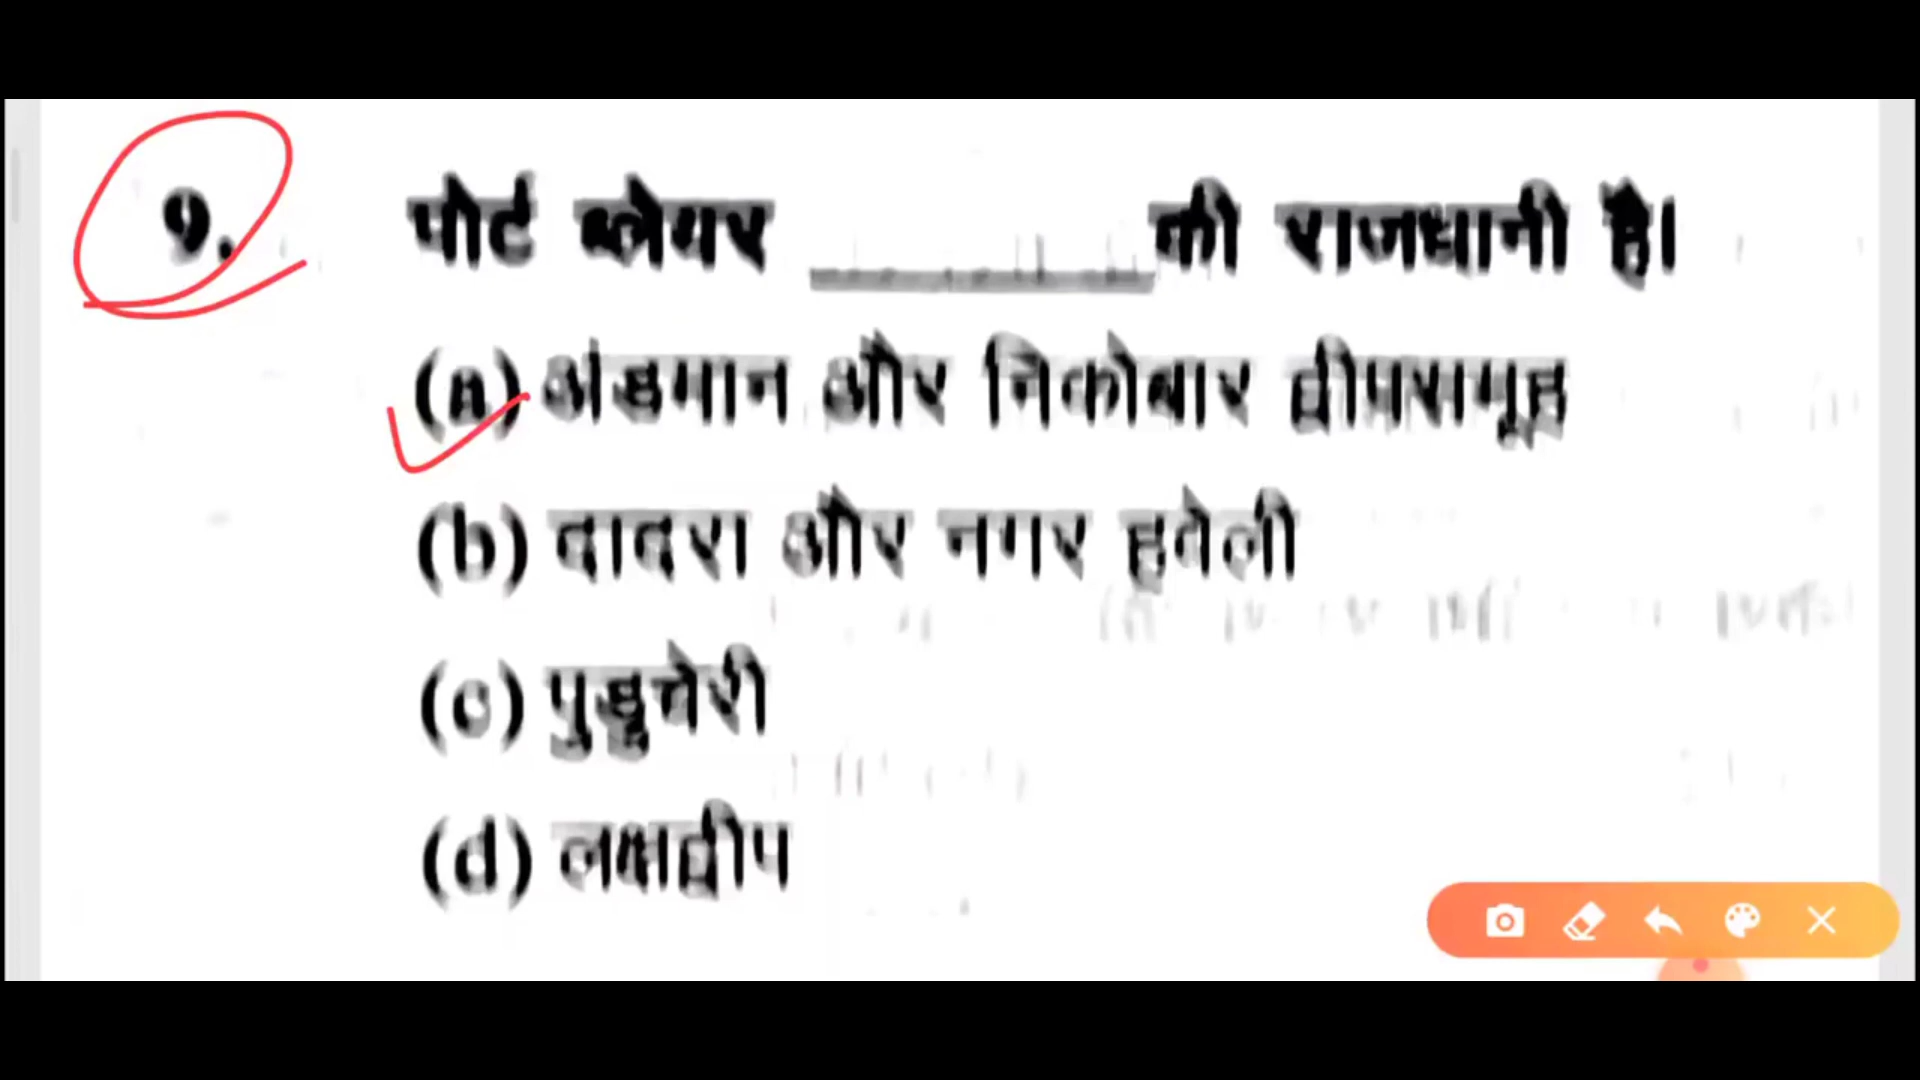 9. पोर्ट ब्लेयर ________ की राजधानी है।
(a) अंडमान और निकोबार द्वीपसमूह
(b) दादरा और नगर हवेली
(c) पुडुचेरी
(d) लक्षद्वीप